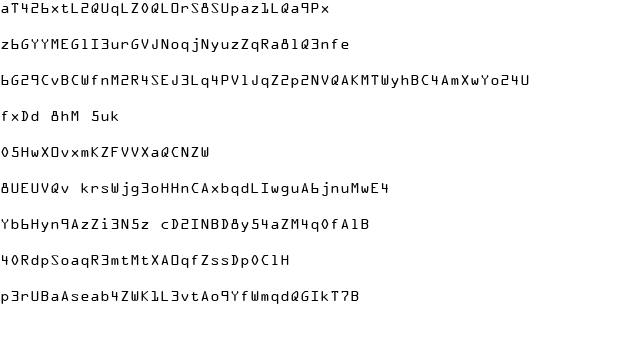 aT426xtL2QUqLZ0QLOrS8SUpaz1LQa9Px
z6GYYMEG1I3urGVJNoqjNyuzZqRa81Q3nfe
6G29CvBCWfnM2R4SEJ3Lq4PV1JqZ2p2NVQAKMTWyhBC4AmXwYo24U
fxDd 8hM 5uk
05HwXOvxmKZFVVXaQCNZW
8UEUVQv krsWjg3oHHnCAxbqdLIwguA6jnuMwE4
Yb6Hyn9AzZi3N5z cD2INBD8y54aZM4q0fA1B
40RdpSoaqR3mtMtXAOqfZssDp0C1H
p3rUBaAseab4ZWK1L3vtAo9YfWmqdQGIkT7B